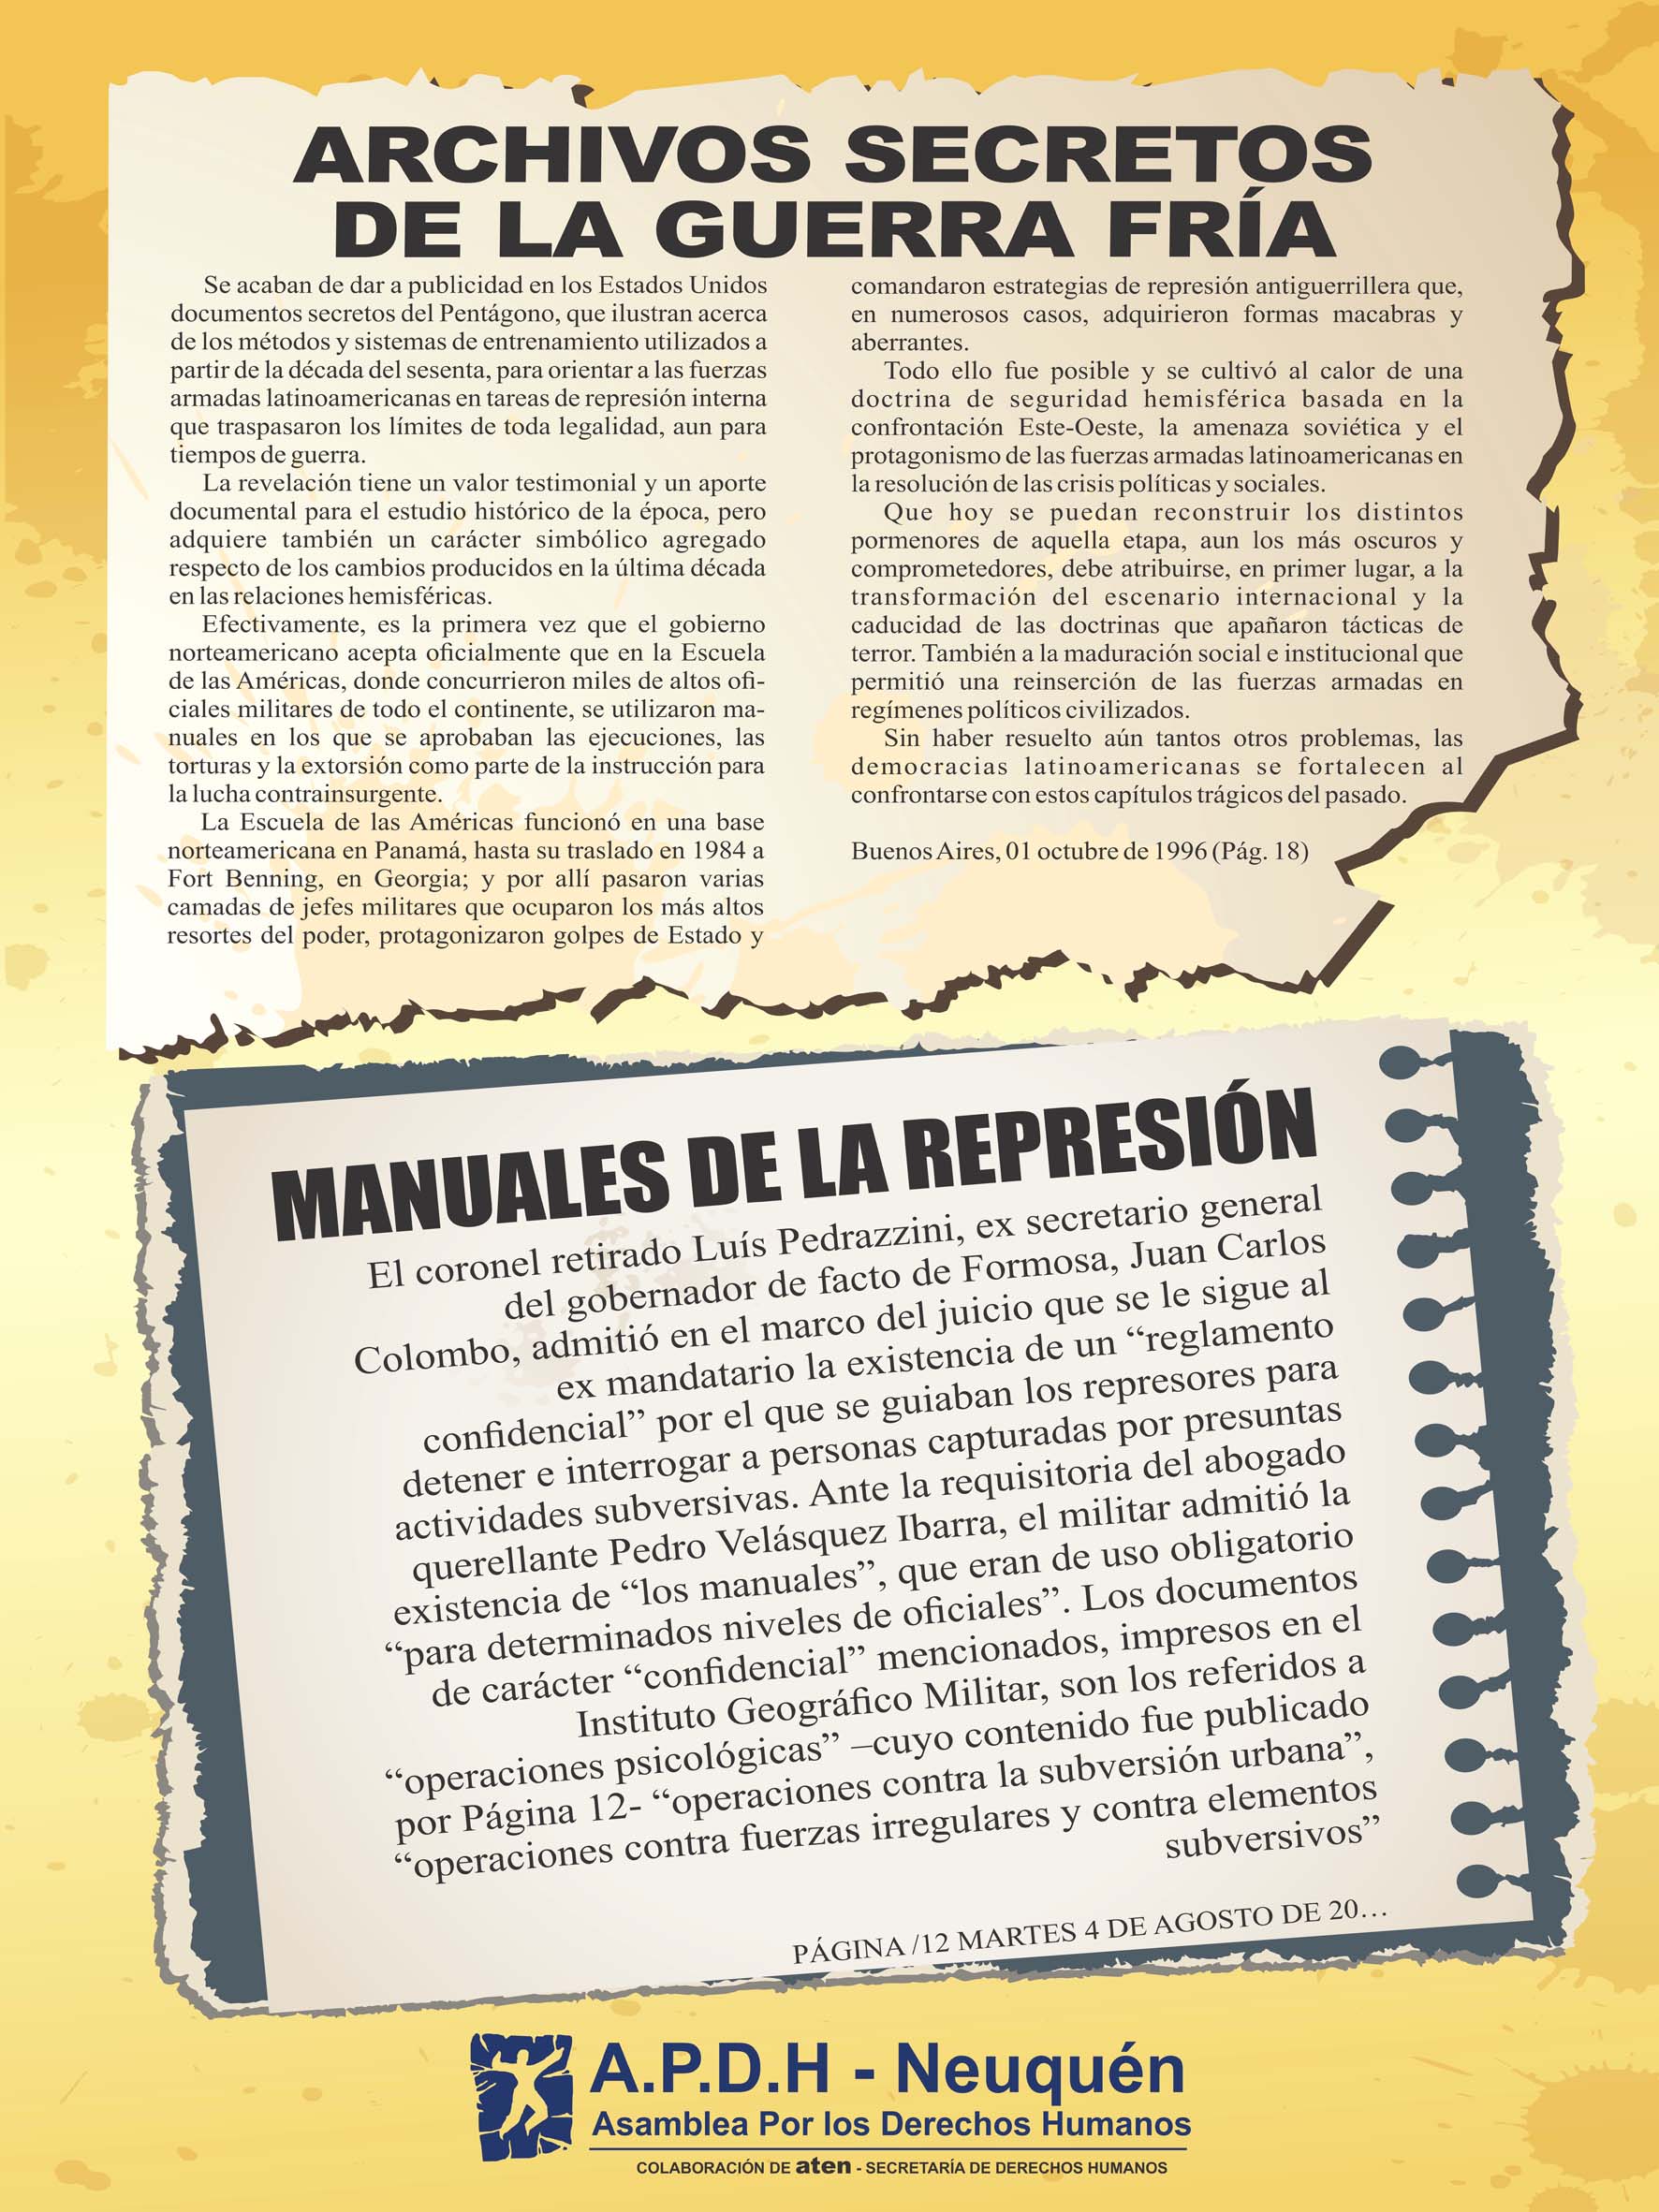 ARCHIVOS SECRETOS
DE LA GUERRA FRÍA
Se acaban de dar a publicidad en los Estados Unidos
documentos secretos del Pentágono, que ilustran acerca
de los métodos y sistemas de entrenamiento utilizados a
partir de la década del sesenta, para orientar a las fuerzas
armadas latinoamericanas en tareas de represión interna
que traspasaron los límites de toda legalidad, aun para
tiempos de guerra.
La revelación tiene un valor testimonial y un aporte
documental para el estudio histórico de la época, pero
adquiere también un carácter simbólico agregado
respecto de los cambios producidos en la última década
en las relaciones hemisféricas.
Efectivamente, es la primera vez que el gobierno
norteamericano acepta oficialmente que en la Escuela
de las Américas, donde concurrieron miles de altos ofi-
ciales militares de todo el continente, se utilizaron ma-
nuales en los que se aprobaban las ejecuciones, las
torturas y la extorsión como parte de la instrucción para
la lucha contrainsurgente.
La Escuela de las Américas funcionó en una base
norteamericana en Panamá, hasta su traslado en 1984 a
Fort Benning, en Georgia; y por allí pasaron varias
camadas de jefes militares que ocuparon los más altos
resortes del poder, protagonizaron golpes de Estado y
comandaron estrategias de represión antiguerrillera que,
en numerosos casos, adquirieron formas macabras y
aberrantes.
Todo ello fue posible y se cultivó al calor de una
doctrina de seguridad hemisférica basada en la
confrontación Este-Oeste, la amenaza soviética y el
protagonismo de las fuerzas armadas latinoamericanas en
la resolución de las crisis políticas y sociales.
Que hoy se puedan reconstruir los distintos
pormenores de aquella etapa, aun los más oscuros y
comprometedores, debe atribuirse, en primer lugar, a la
transformación del escenario internacional y la
caducidad de las doctrinas que apañaron tácticas de
terror. También a la maduración social e institucional que
permitió una reinserción de las fuerzas armadas en
regímenes políticos civilizados.
Sin haber resuelto aún tantos otros problemas, las
democracias latinoamericanas se fortalecen al
confrontarse con estos capítulos trágicos del pasado.
Buenos Aires, 01 octubre de 1996 (Pág. 18)
MANUALES DE LA REPRESIÓN
El coronel retirado Luís Pedrazzini, ex secretario general
del gobernador de facto de Formosa, Juan Carlos
Colombo, admitió en el marco del juicio que se le sigue al
ex mandatario la existencia de un “reglamento
confidencial” por el que se guiaban los represores para
detener e interrogar a personas capturadas por presuntas
actividades subversivas. Ante la requisitoria del abogado
querellante Pedro Velásquez Ibarra, el militar admitió la
existencia de “los manuales”, que eran de uso obligatorio
“para determinados niveles de oficiales”. Los documentos
de carácter “confidencial” mencionados, impresos en el
Instituto Geográfico Militar, son los referidos a
“operaciones psicológicas” –cuyo contenido fue publicado
por Página 12- “operaciones contra la subversión urbana”,
“operaciones contra fuerzas irregulares y contra elementos
subversivos”
PÁGINA /12 MARTES 4 DE AGOSTO DE 20…
A.P.D.H - Neuquén
Asamblea Por los Derechos Humanos
COLABORACIÓN DE aten - SECRETARÍA DE DERECHOS HUMANOS